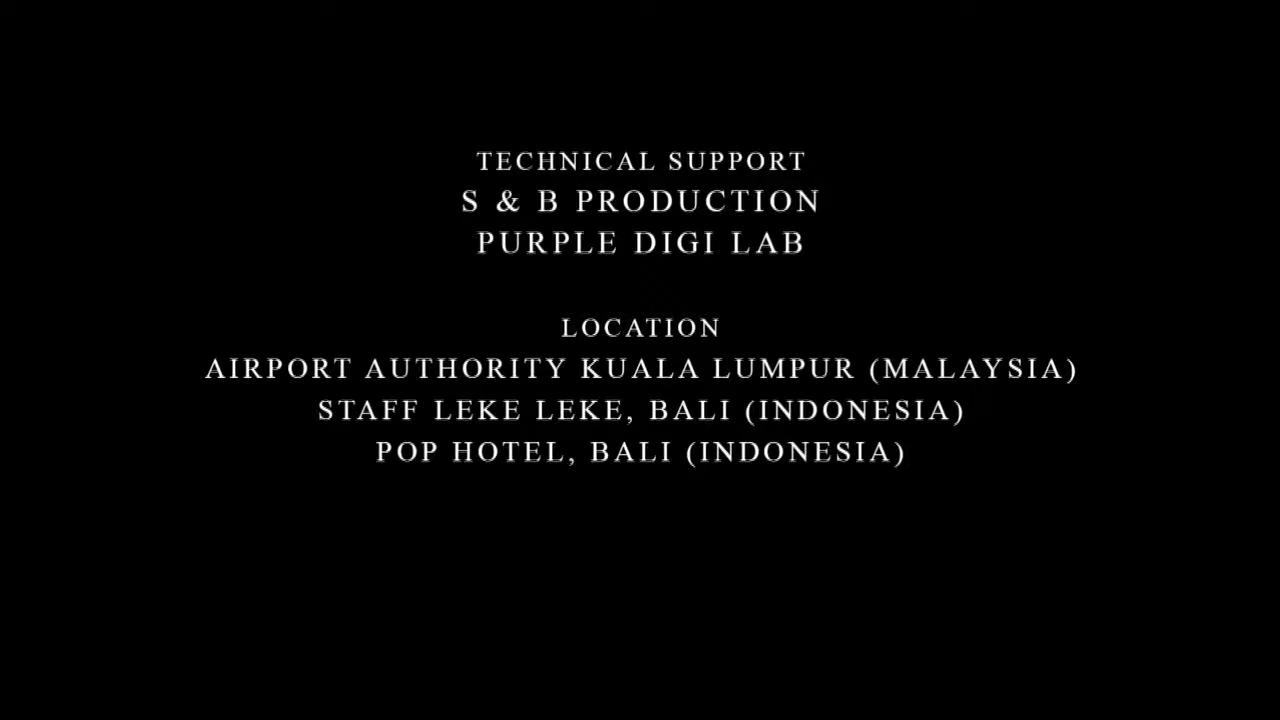 TECHNICAL SUPPORT
S & B PRODUCTION
PURPLE DIGI LAB
LOCATION
AIRPORT AUTHORITY KUALA LUMPUR (MALAYSIA)
STAFF LEKE LEKE, BALI (INDONESIA)
POP HOTEL, BALI (INDONESIA)